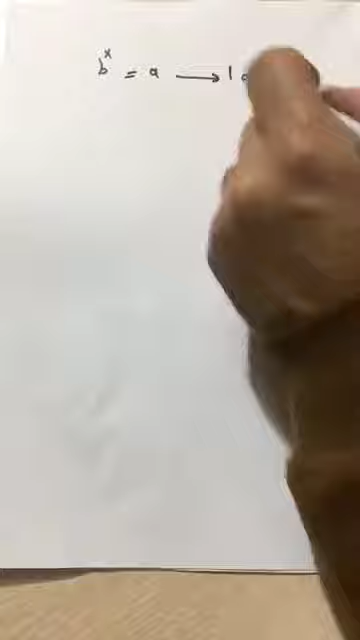 bˣ = a → l